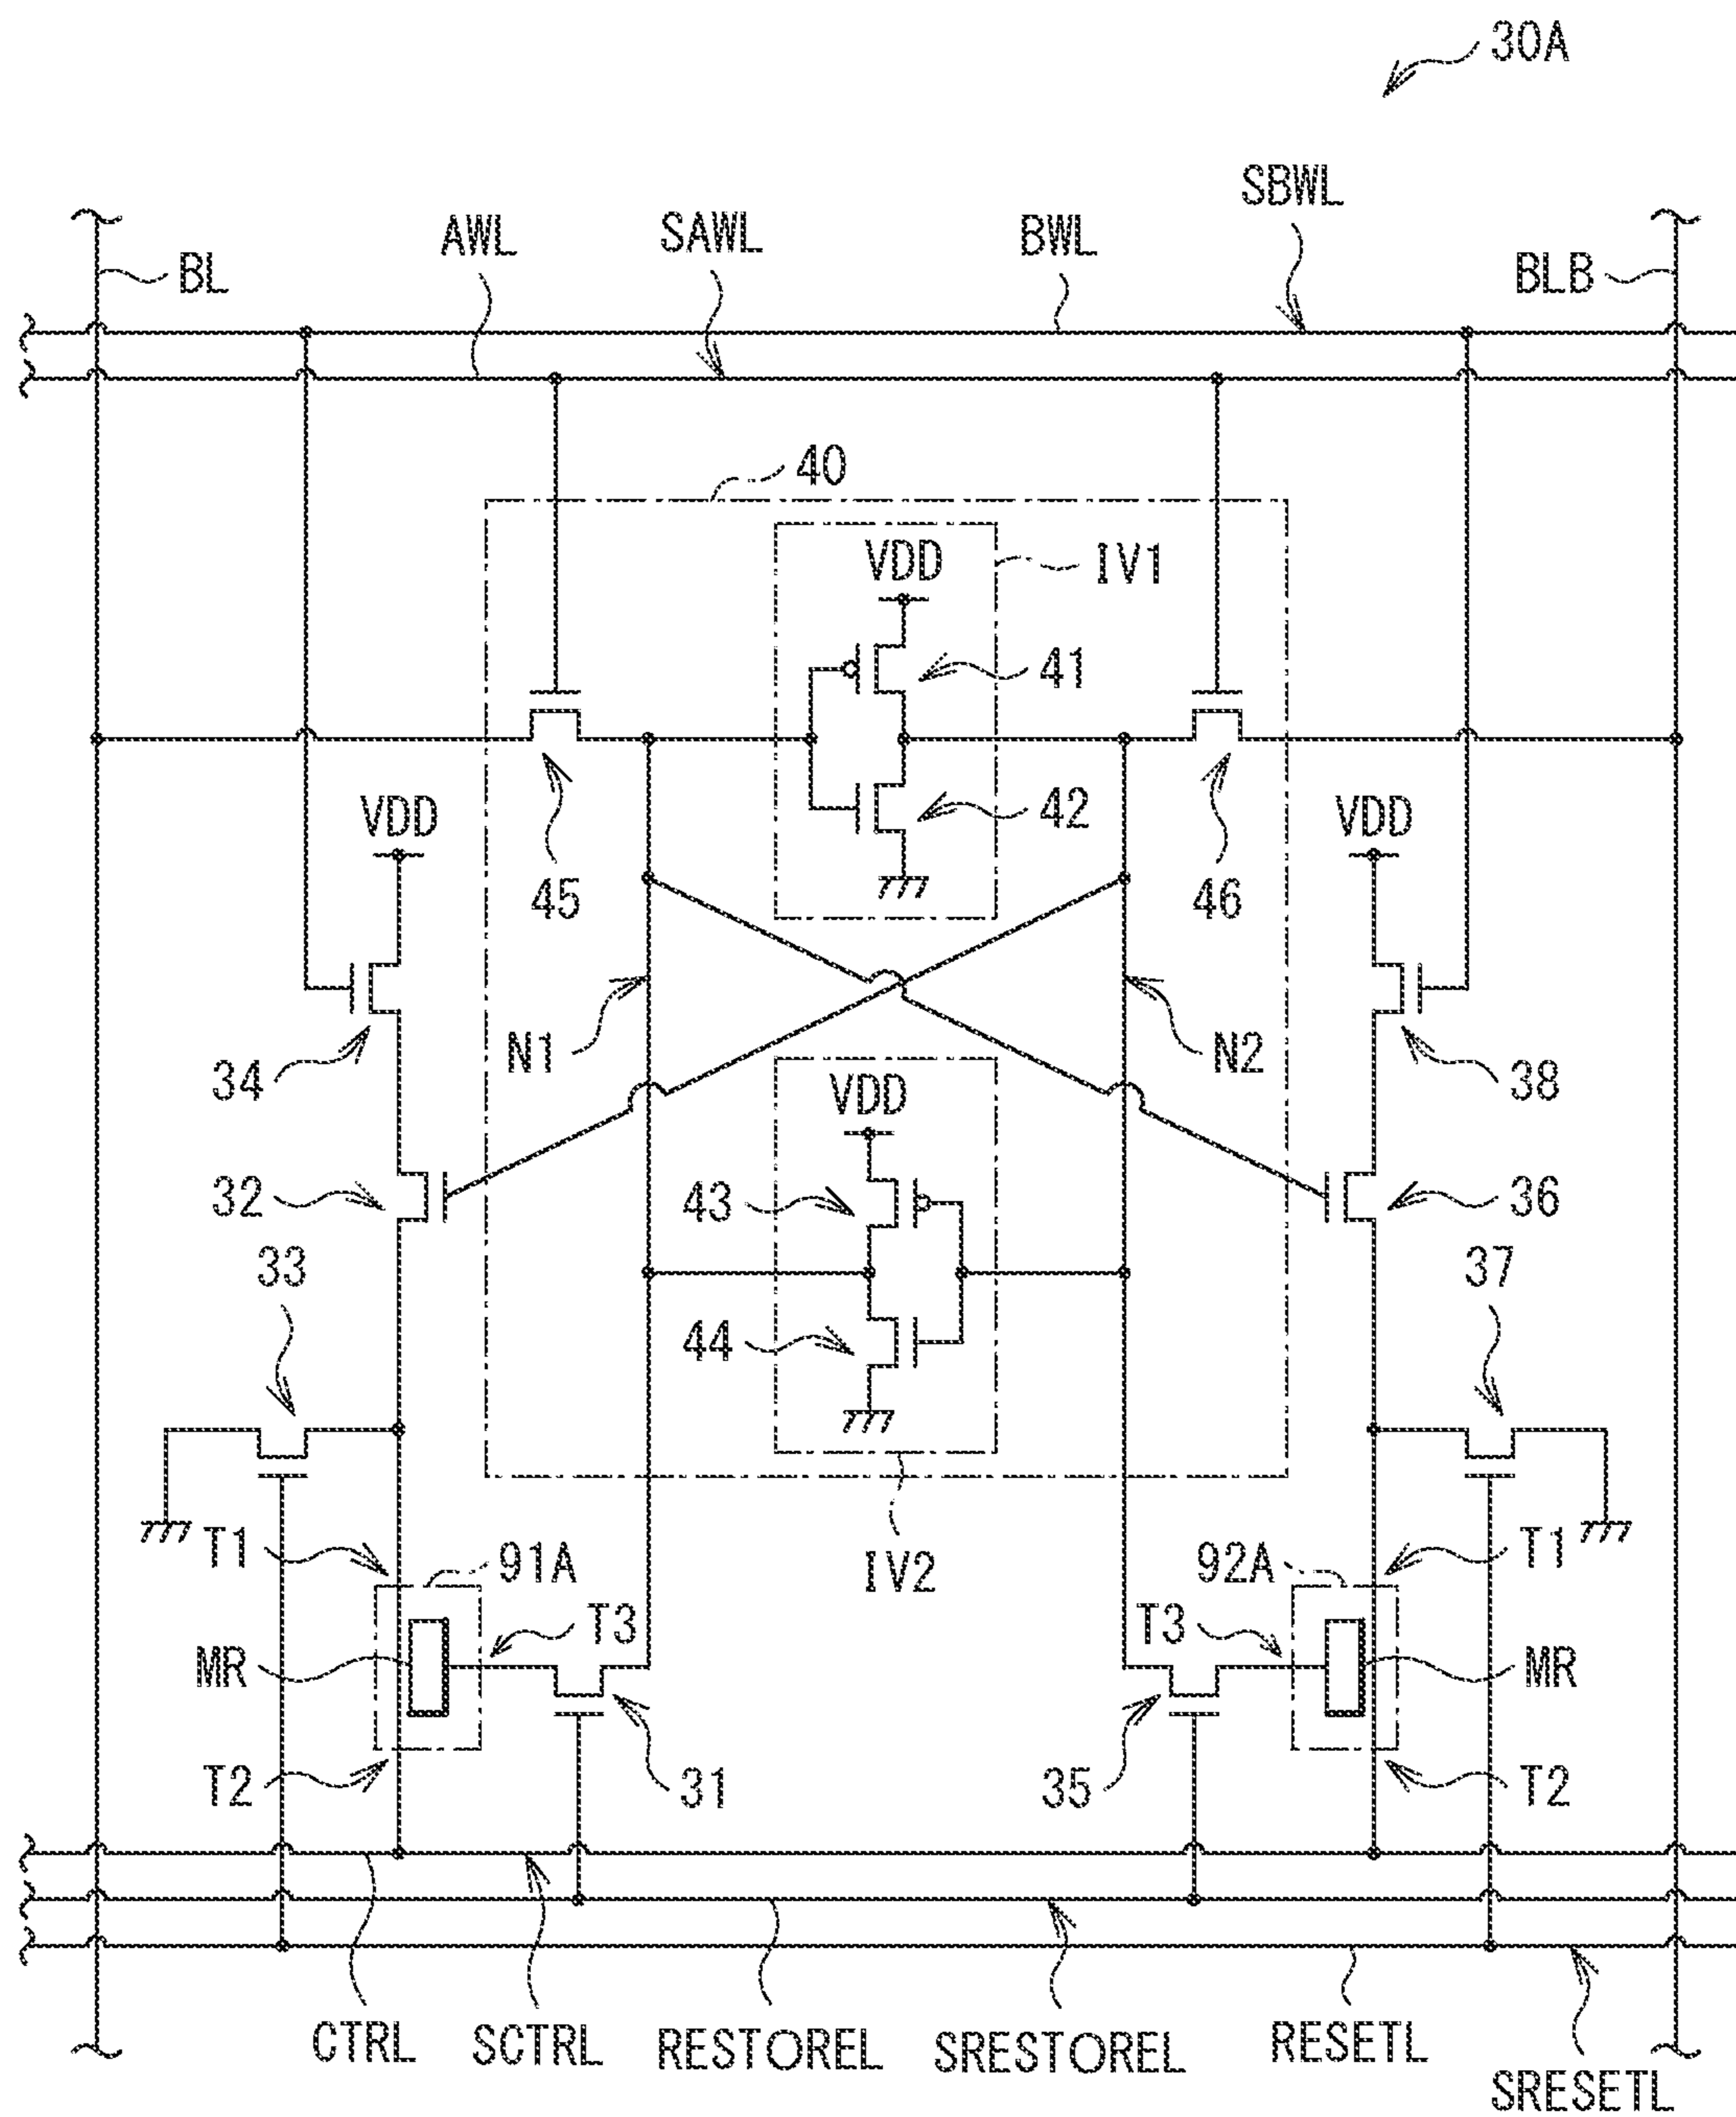 30A
SBWL
AWL
SAWL
BWL
BL
BLB
40
VDD
IV1
41
42
VDD
VDD
45
46
N1
N2
34
38
VDD
32
43
36
33
37
44
T1
91A
IV2
92A
T1
T3
T3
MR
MR
T2
31
35
T2
CTRL
SCTRL
RESTOREL
SRESTOREL
RESETL
SRESETL